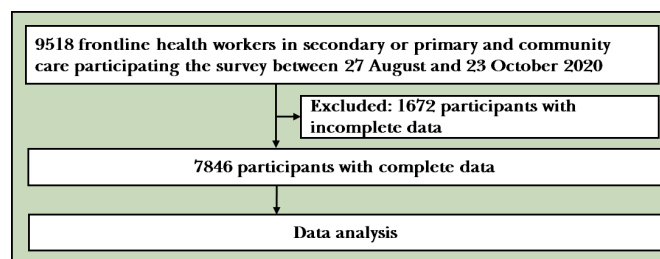 9518 frontline health workers in secondary or primary and community
care participating the survey between 27 August and 23 October 2020
Excluded: 1672 participants with
incomplete data
7846 participants with complete data
Data analysis